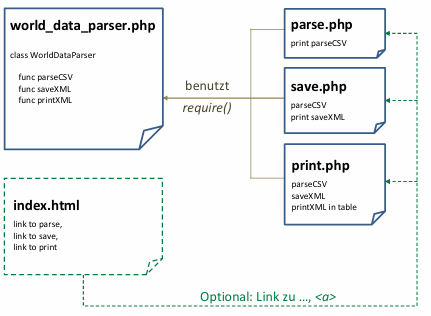 world_data_parser.php
class WorldDataParser
func parseCSV
func saveXML
func printXML
benutzt
require()
parse.php
print parseCSV
save.php
parseCSV
print saveXML
print.php
parseCSV
saveXML
printXML in table
index.html
link to parse,
link to save,
link to print
Optional: Link zu ..., <a>